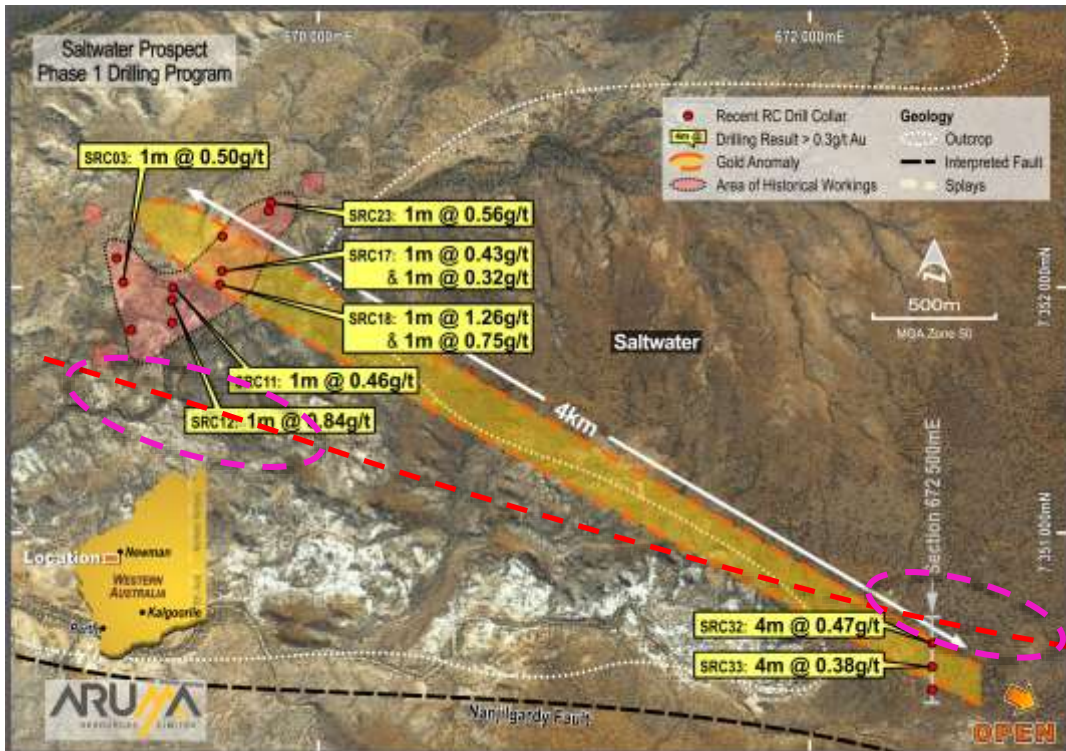 Saltwater Prospect
Phase 1 Drilling Program
670 000mE
672 000mE
Recent RC Drill Collar
4m @
Drilling Result > 0.3g/t Au
Gold Anomaly
Area of Historical Workings
Geology
Outcrop
Interpreted Fault
Splays
SRC03: 1m @ 0.50g/t
SRC23: 1m @ 0.56g/t
SRC17: 1m @ 0.43g/t
& 1m @ 0.32g/t
SRC18: 1m @ 1.26g/t
& 1m @ 0.75g/t
SRC11: 1m @ 0.46g/t
SRC12: 1m @ 0.84g/t
500m
MGA Zone 50
7 352 000mN
Saltwater
4km
Section 672 500mE
7 351 000mN
Location
Newman
WESTERN
AUSTRALIA
Kalgoorlie
Perth
SRC32: 4m @ 0.47g/t
SRC33: 4m @ 0.38g/t
ARUMA
RESOURCES LIMITED
Nanjilgardy Fault
OPEN